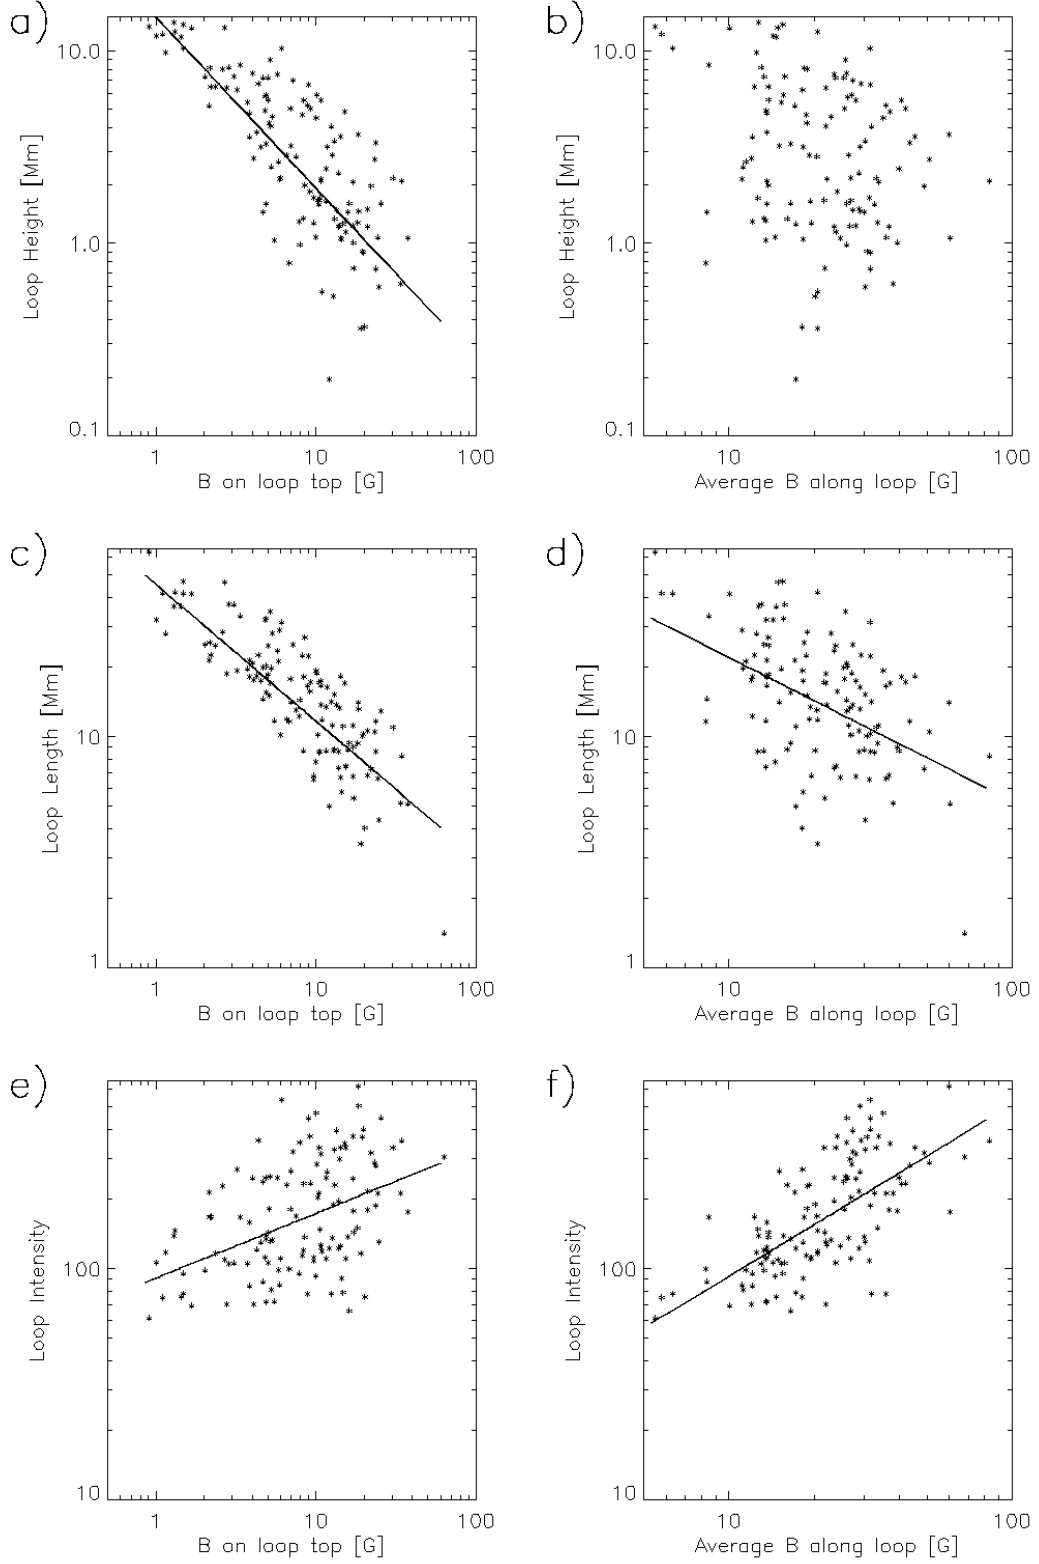 a)
10.0
1.0
0.1
Loop Height [Mm]
1 10 100
B on loop top [G]
b)
10.0
1.0
0.1
Loop Height [Mm]
10 100
Average B along loop [G]
c)
10
1
Loop Length [Mm]
1 10 100
B on loop top [G]
d)
10
1
Loop Length [Mm]
10 100
Average B along loop [G]
e)
100
10
Loop Intensity
1 10 100
B on loop top [G]
f)
100
10
Loop Intensity
10 100
Average B along loop [G]